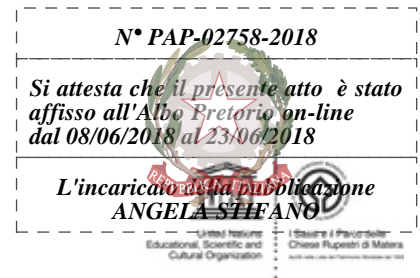 N° PAP-02758-2018
Si attesta che il presente atto è stato
affisso all'Albo Pretorio on-line
dal 08/06/2018 al 23/06/2018
L'incaricato della pubblicazione
ANGELA STIFANO
REPVBBLICA ITALIANA
United Nations
Educational, Scientific and
Cultural Organization
I Sassi e il Parco delle
Chiese Rupestri di Matera